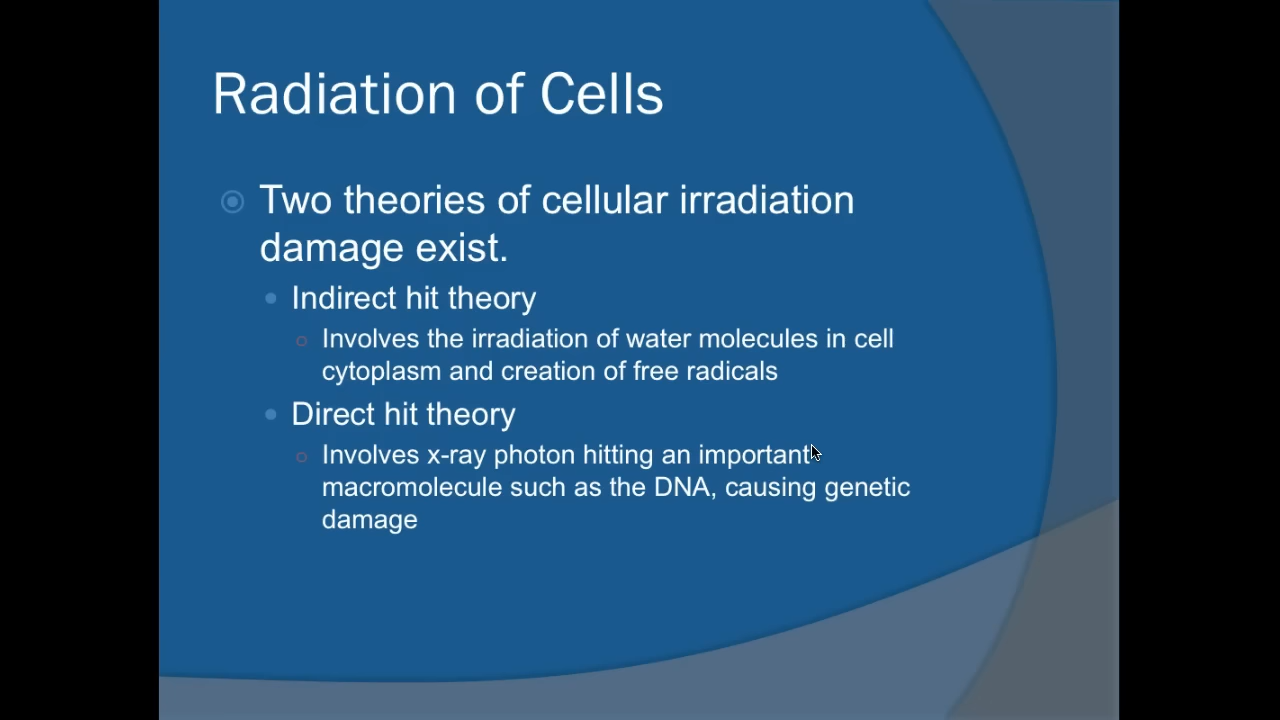 Radiation of Cells
Two theories of cellular irradiation
damage exist.
Indirect hit theory
Involves the irradiation of water molecules in cell
cytoplasm and creation of free radicals
Direct hit theory
Involves x-ray photon hitting an important
macromolecule such as the DNA, causing genetic
damage